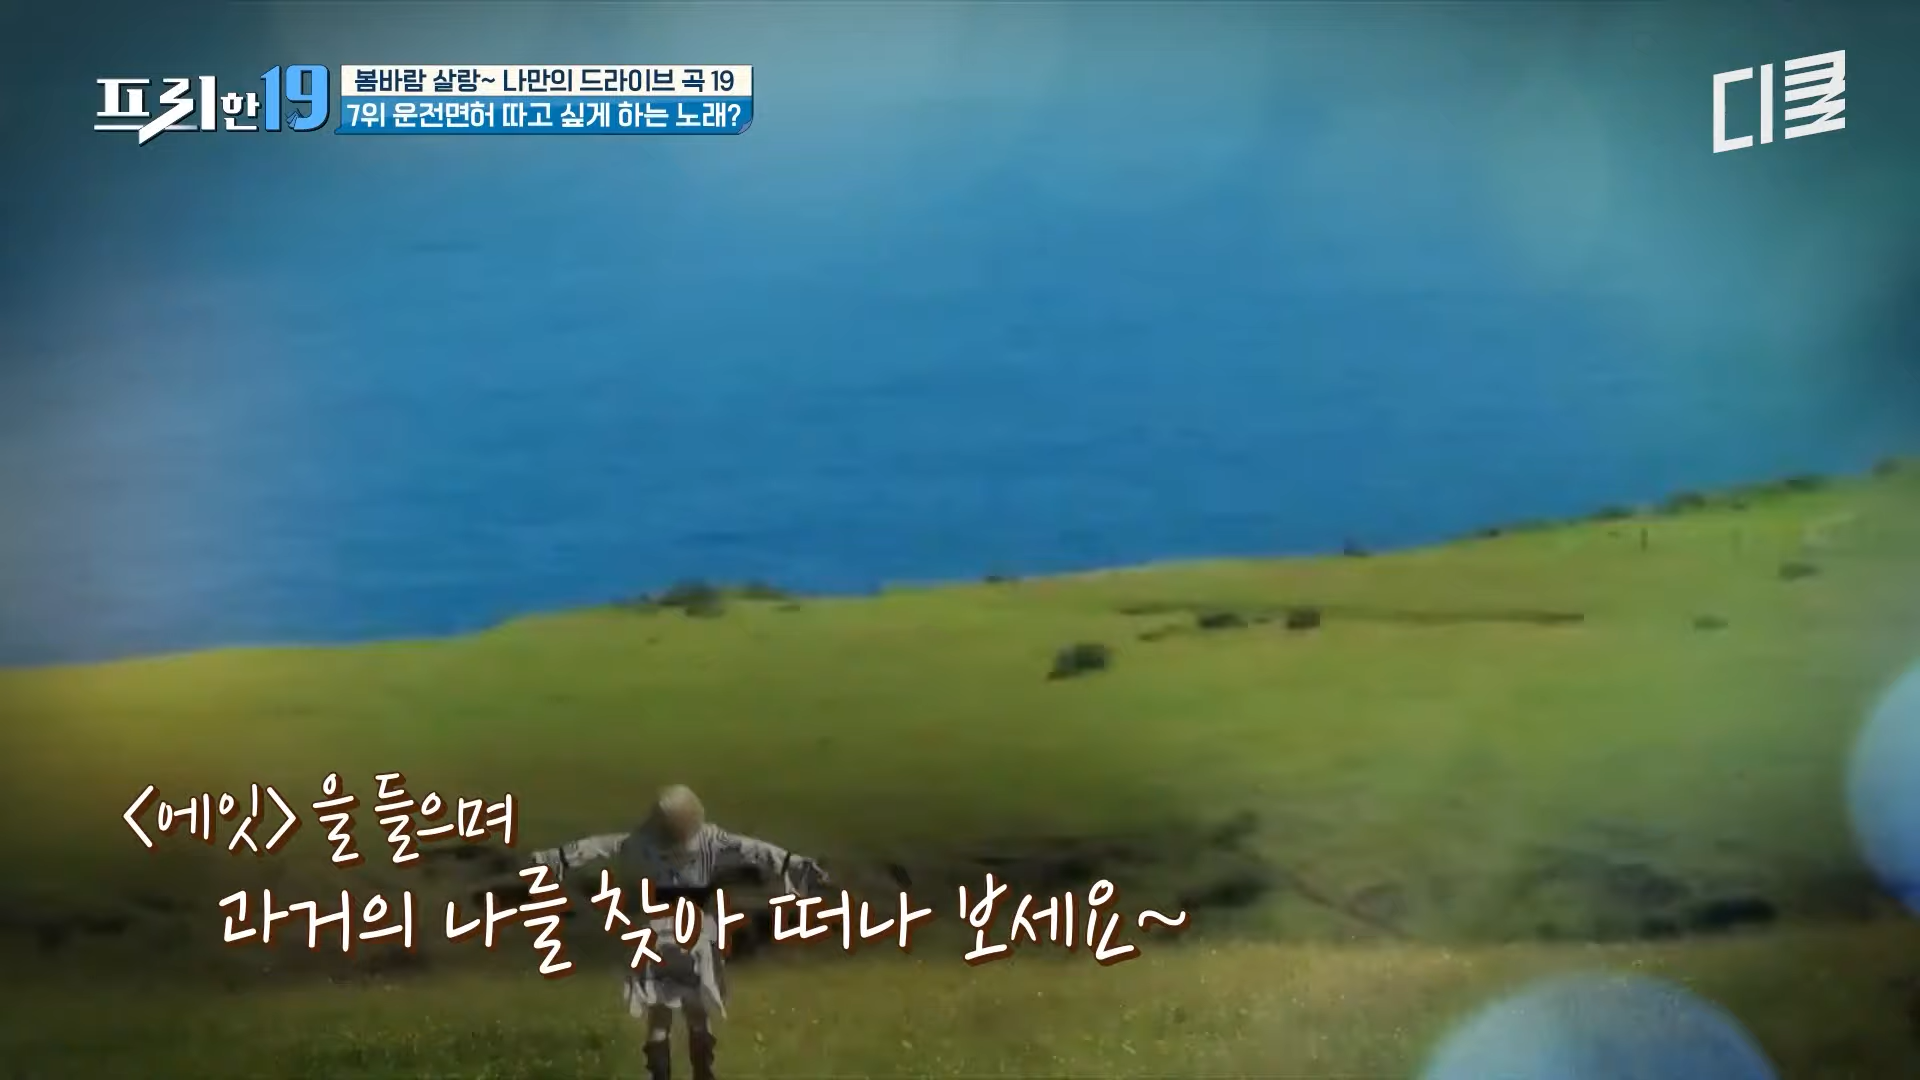 프리한19
봄바람 살랑~ 나만의 드라이브 곡 19
7위 운전면허 따고 싶게 하는 노래?
디글
<에잇>을 들으며
과거의 나를 찾아 떠나 보세요~